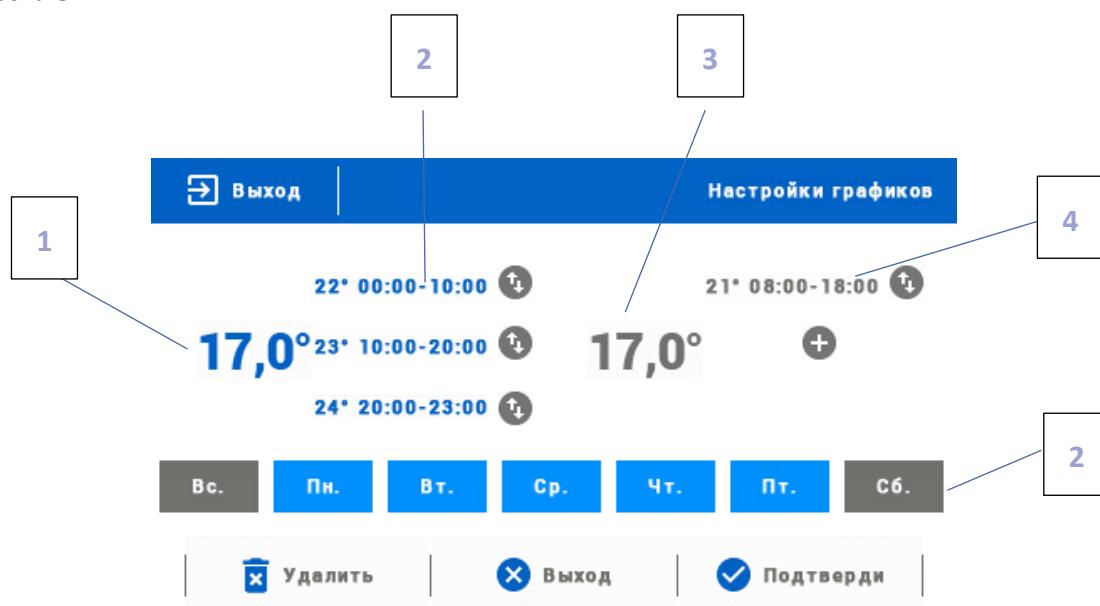 2
3
Выход
Настройки графиков
4
1
22° 00:00-10:00
21° 08:00-18:00
17,0°
23° 10:00-20:00
17,0°
24° 20:00-23:00
2
Вс.
Пн.
Вт.
Ср.
Чт.
Пт.
Сб.
Удалить
Выход
Подтверди